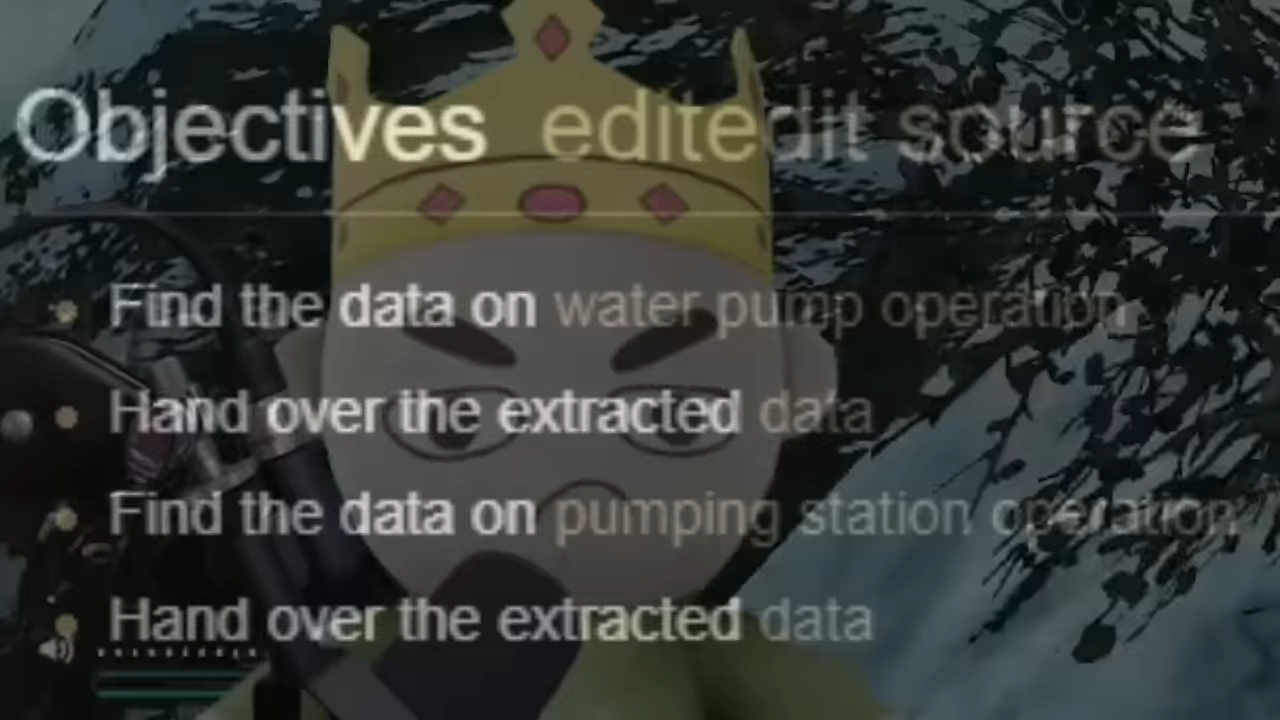 Objectives editedit source
Find the data on water pump operation
Hand over the extracted data
Find the data on pumping station operation
Hand over the extracted data